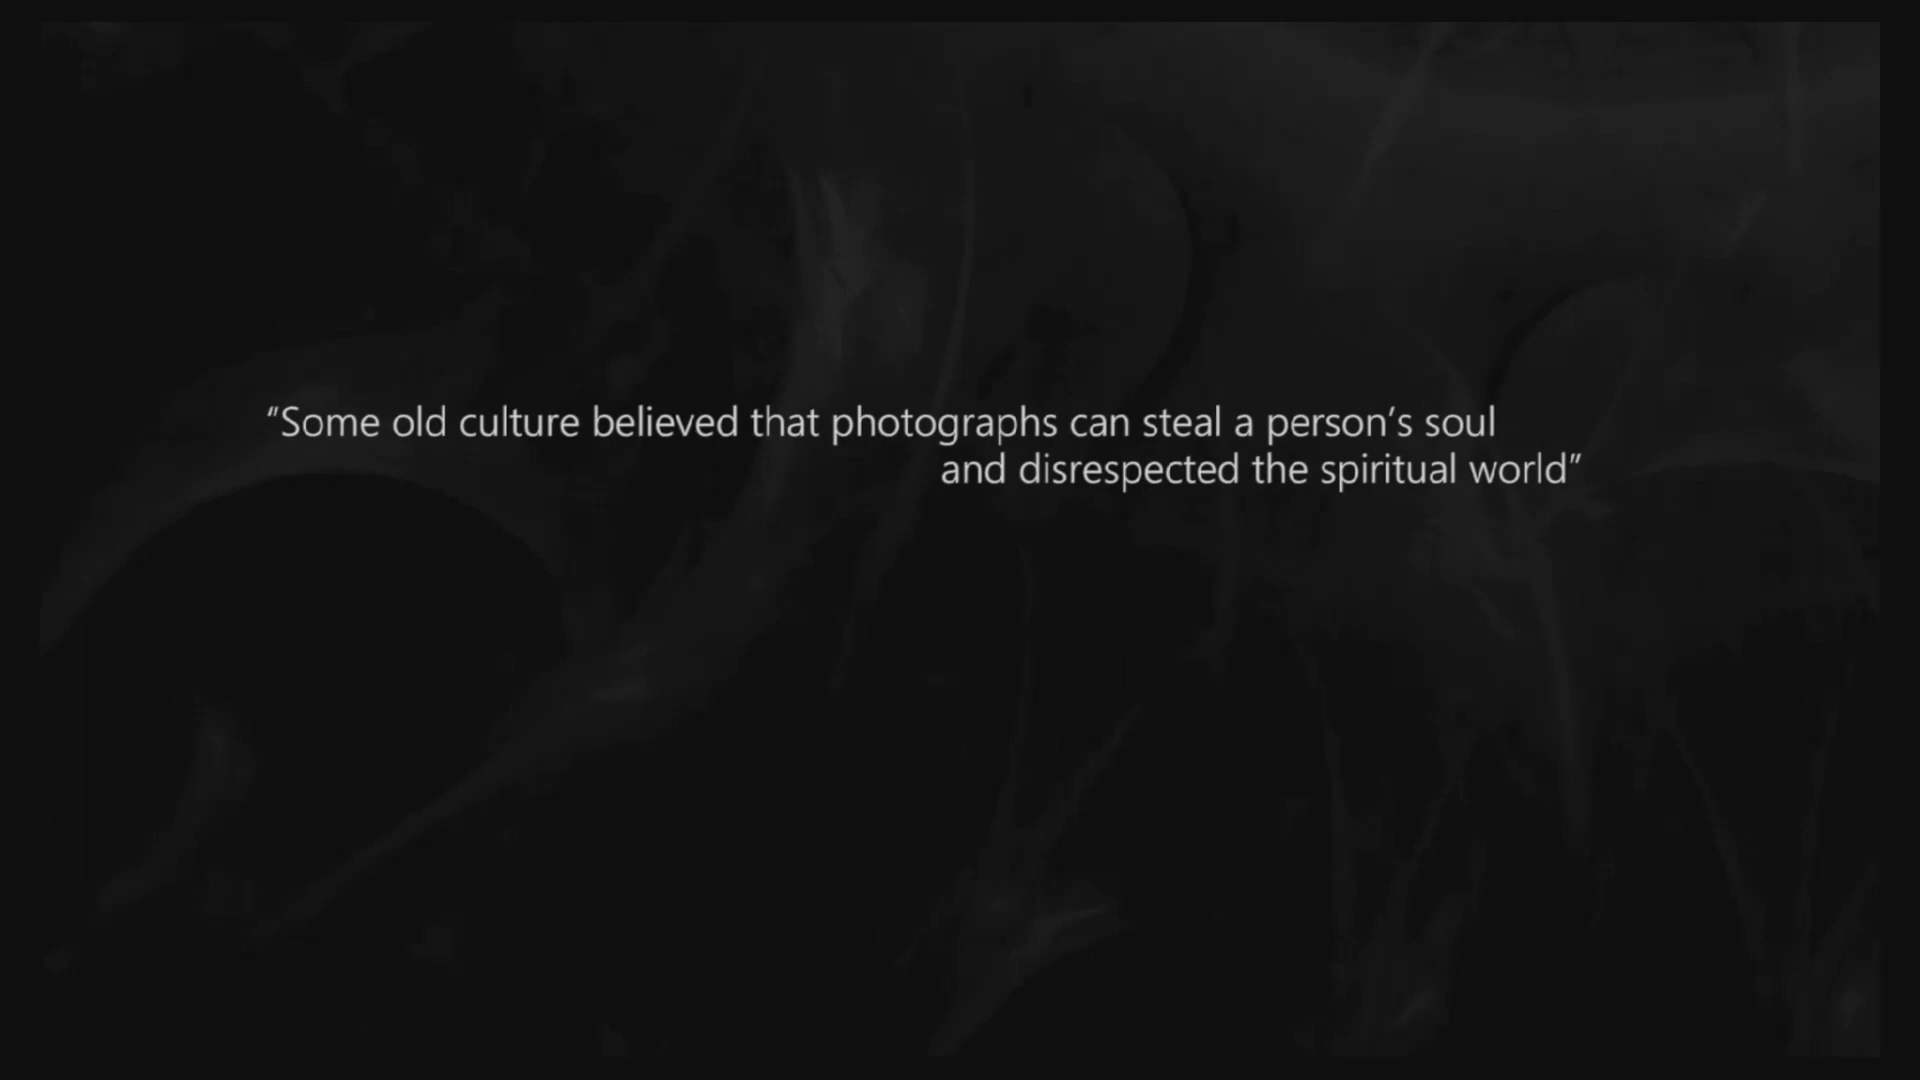 “Some old culture believed that photographs can steal a person’s soul
and disrespected the spiritual world”